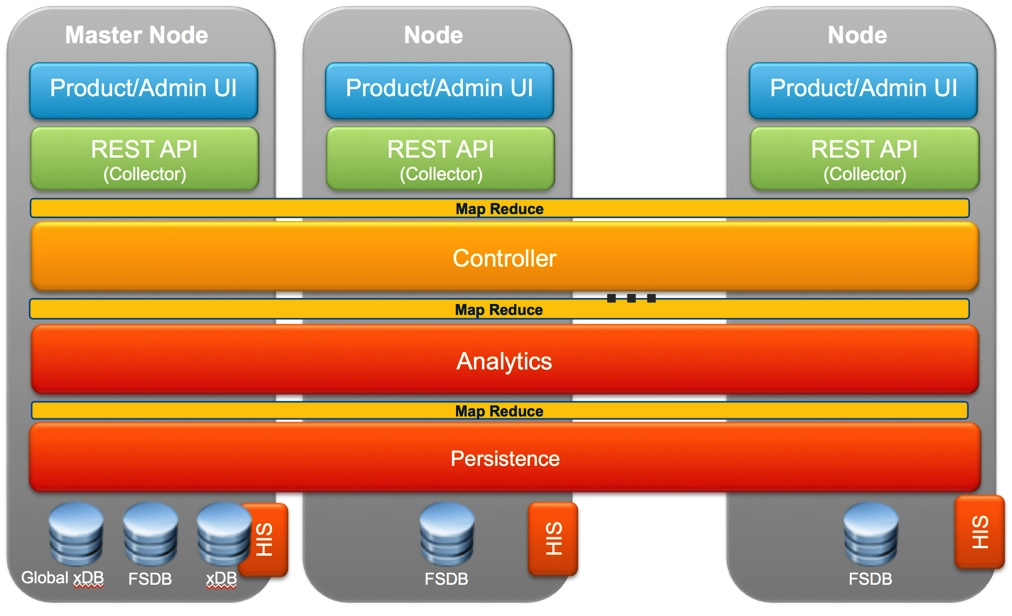 Master Node
Node
Node
Product/Admin UI
Product/Admin UI
Product/Admin UI
REST API
(Collector)
REST API
(Collector)
REST API
(Collector)
Map Reduce
Controller
Map Reduce
Analytics
Map Reduce
Persistence
HIS
HIS
HIS
Global xDB
FSDB
xDB
FSDB
FSDB